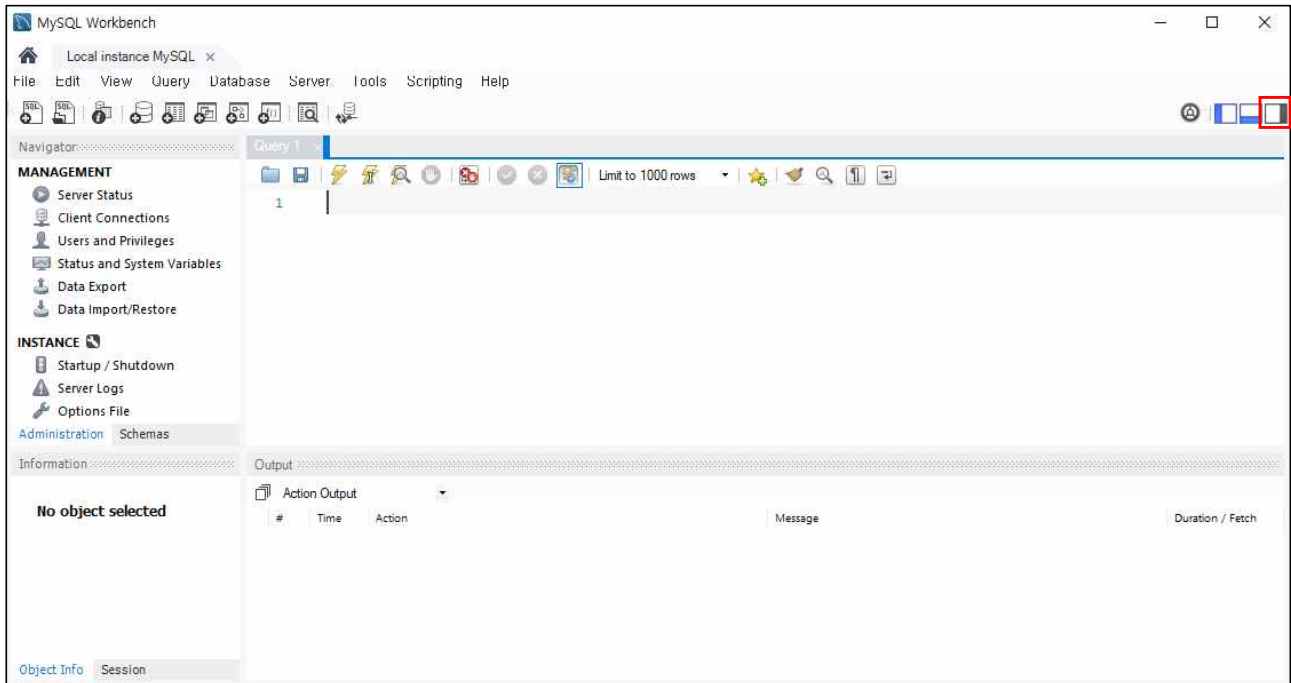 MySQL Workbench
Local instance MySQL
File Edit View Query Database Server Tools Scripting Help
SQL SQL
Navigator
Query 1
MANAGEMENT
Server Status
Client Connections
Users and Privileges
Status and System Variables
Data Export
Data Import/Restore
INSTANCE
Startup / Shutdown
Server Logs
Options File
Administration Schemas
Limit to 1000 rows
1
Information
No object selected
Object Info Session
Output
Action Output
# Time Action Message Duration / Fetch